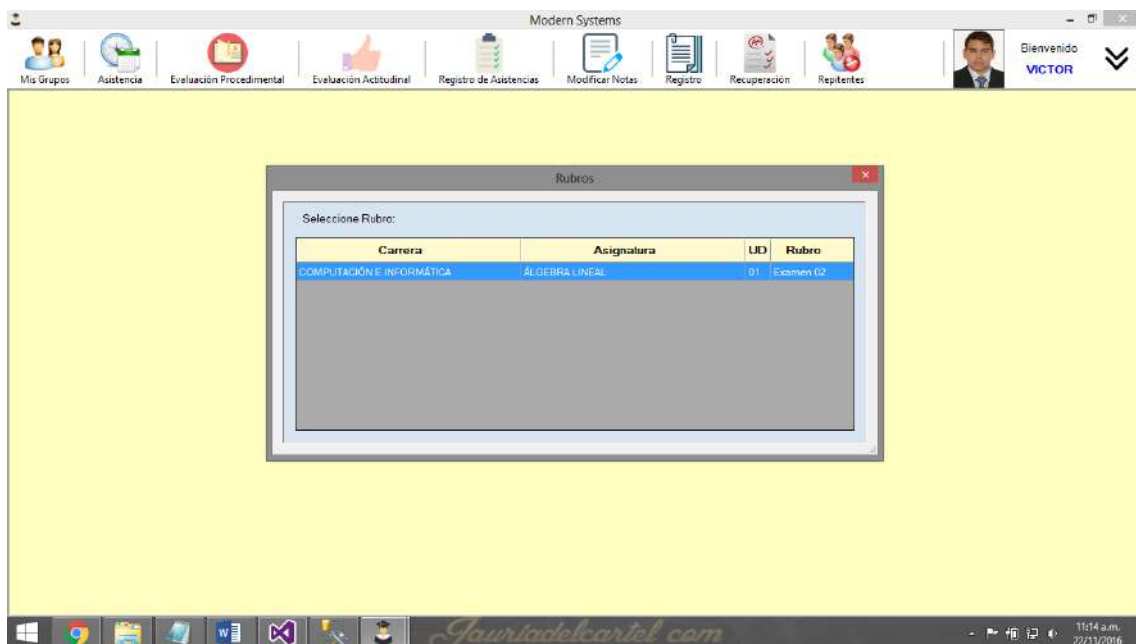 Modern Systems
Mis Grupos
Asistencia
Evaluación Procedimental
Evaluación Actitudinal
Registro de Asistencias
Modificar Notas
Registro
Recuperación
Repitentes
Bienvenido
VICTOR
Rubros
Seleccione Rubro:
Carrera Asignatura UD Rubro
COMPUTACIÓN E INFORMÁTICA ÁLGEBRA LINEAL 01 Examen 02
11:14 a.m.
22/11/2016